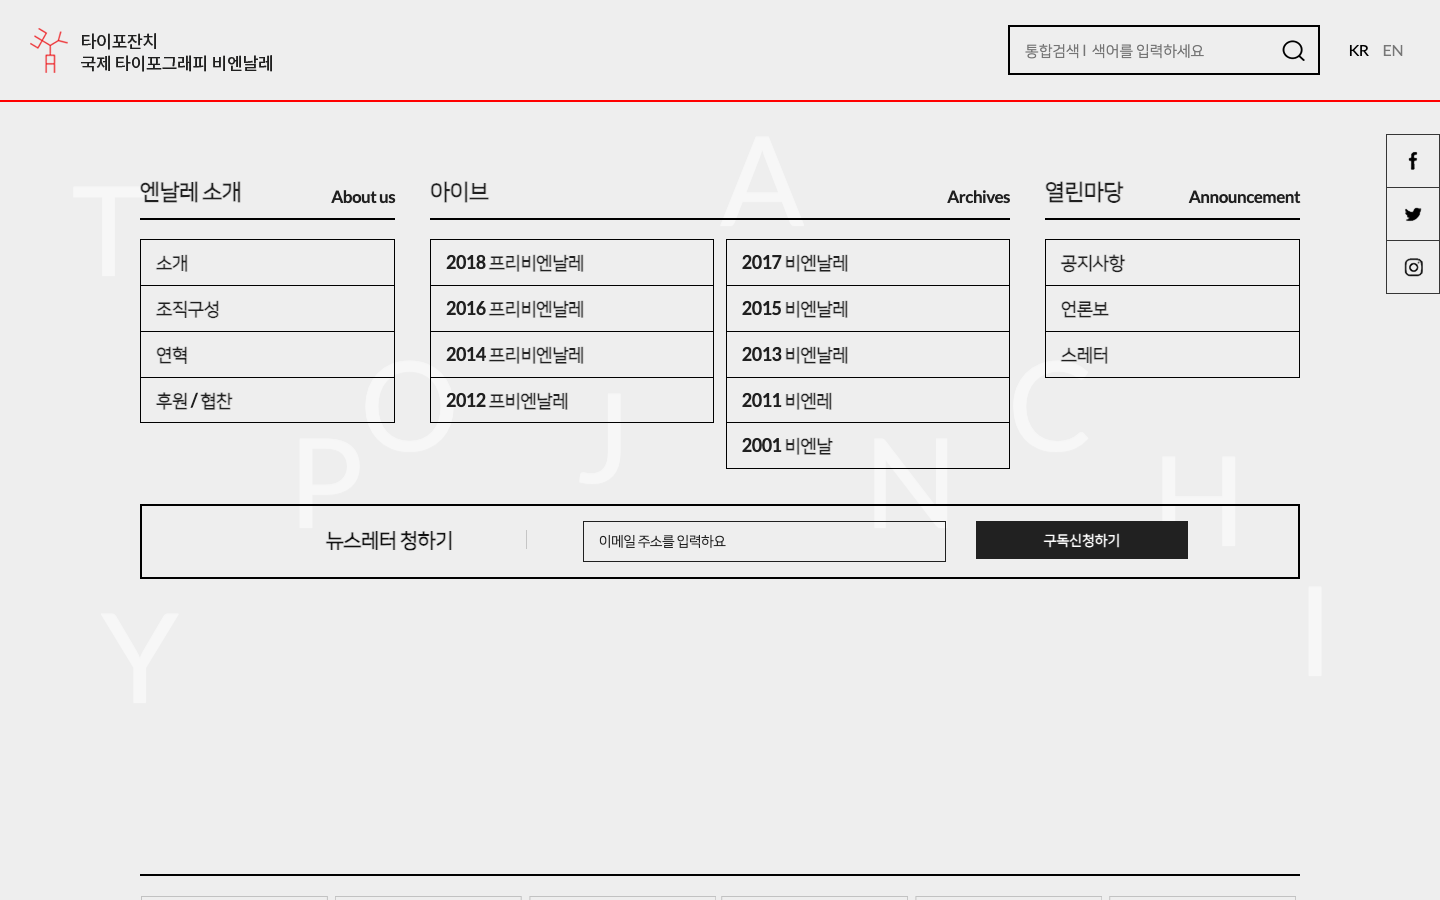 타이포잔치
국제 타이포그래피 비엔날레
통합검색 l 색어를 입력하세요
KR EN
T
A
엔날레 소개 About us
아이브 Archives
열린마당 Announcement
소개
조직구성
연혁
후원 / 협찬
2018 프리비엔날레
2016 프리비엔날레
2014 프리비엔날레
2012 프비엔날레
2017 비엔날레
2015 비엔날레
2013 비엔날레
2011 비엔레
2001 비엔날
공지사항
언론보
스레터
O
J
C
P
N
H
뉴스레터 청하기
이메일 주소를 입력하요
구독신청하기
Y
I